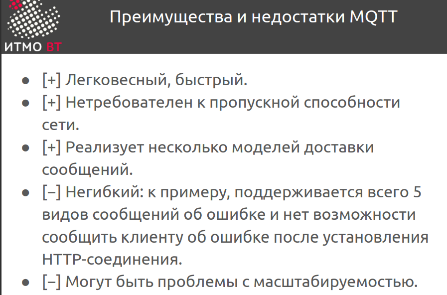 Преимущества и недостатки MQTT
ИТМО ВТ
● [+] Легковесный, быстрый.
● [+] Нетребователен к пропускной способности
сети.
● [+] Реализует несколько моделей доставки
сообщений.
● [−] Негибкий: к примеру, поддерживается всего 5
видов сообщений об ошибке и нет возможности
сообщить клиенту об ошибке после установления
HTTP-соединения.
● [−] Могут быть проблемы с масштабируемостью.